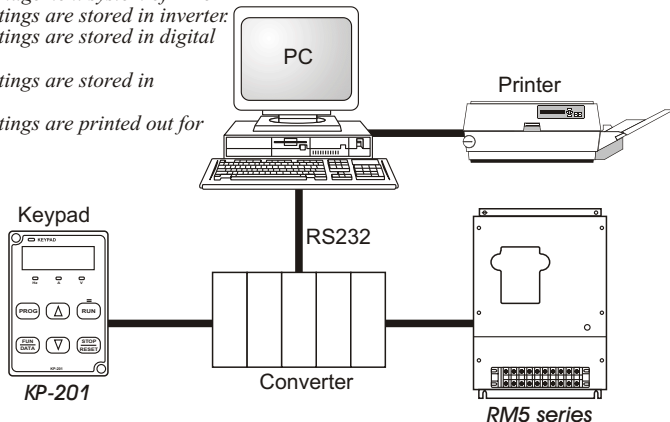 tings are stored in inverter.
tings are stored in digital
tings are stored in
tings are printed out for
PC
Printer
Keypad
KEYPAD
Hz A V
PROG RUN
FUN DATA STOP RESET
KP-201
KP-201
RS232
Converter
RM5 series